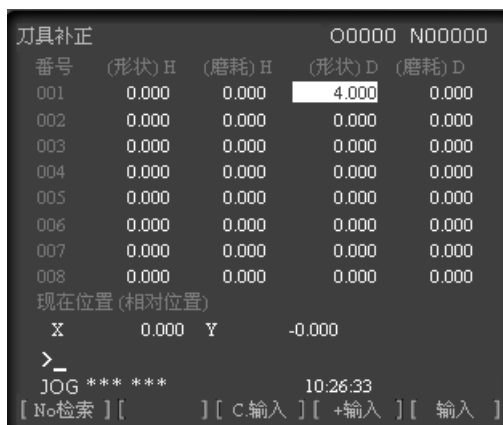 刀具补正 O0000 N00000
番号 (形状)H (磨耗)H (形状)D (磨耗)D
001 0.000 0.000 4.000 0.000
002 0.000 0.000 0.000 0.000
003 0.000 0.000 0.000 0.000
004 0.000 0.000 0.000 0.000
005 0.000 0.000 0.000 0.000
006 0.000 0.000 0.000 0.000
007 0.000 0.000 0.000 0.000
008 0.000 0.000 0.000 0.000
现在位置(相对位置)
X 0.000 Y -0.000
>_
JOG *** *** 10:26:33
[ No检索 ] [ ] [ C.输入 ] [ +输入 ] [ 输入 ]